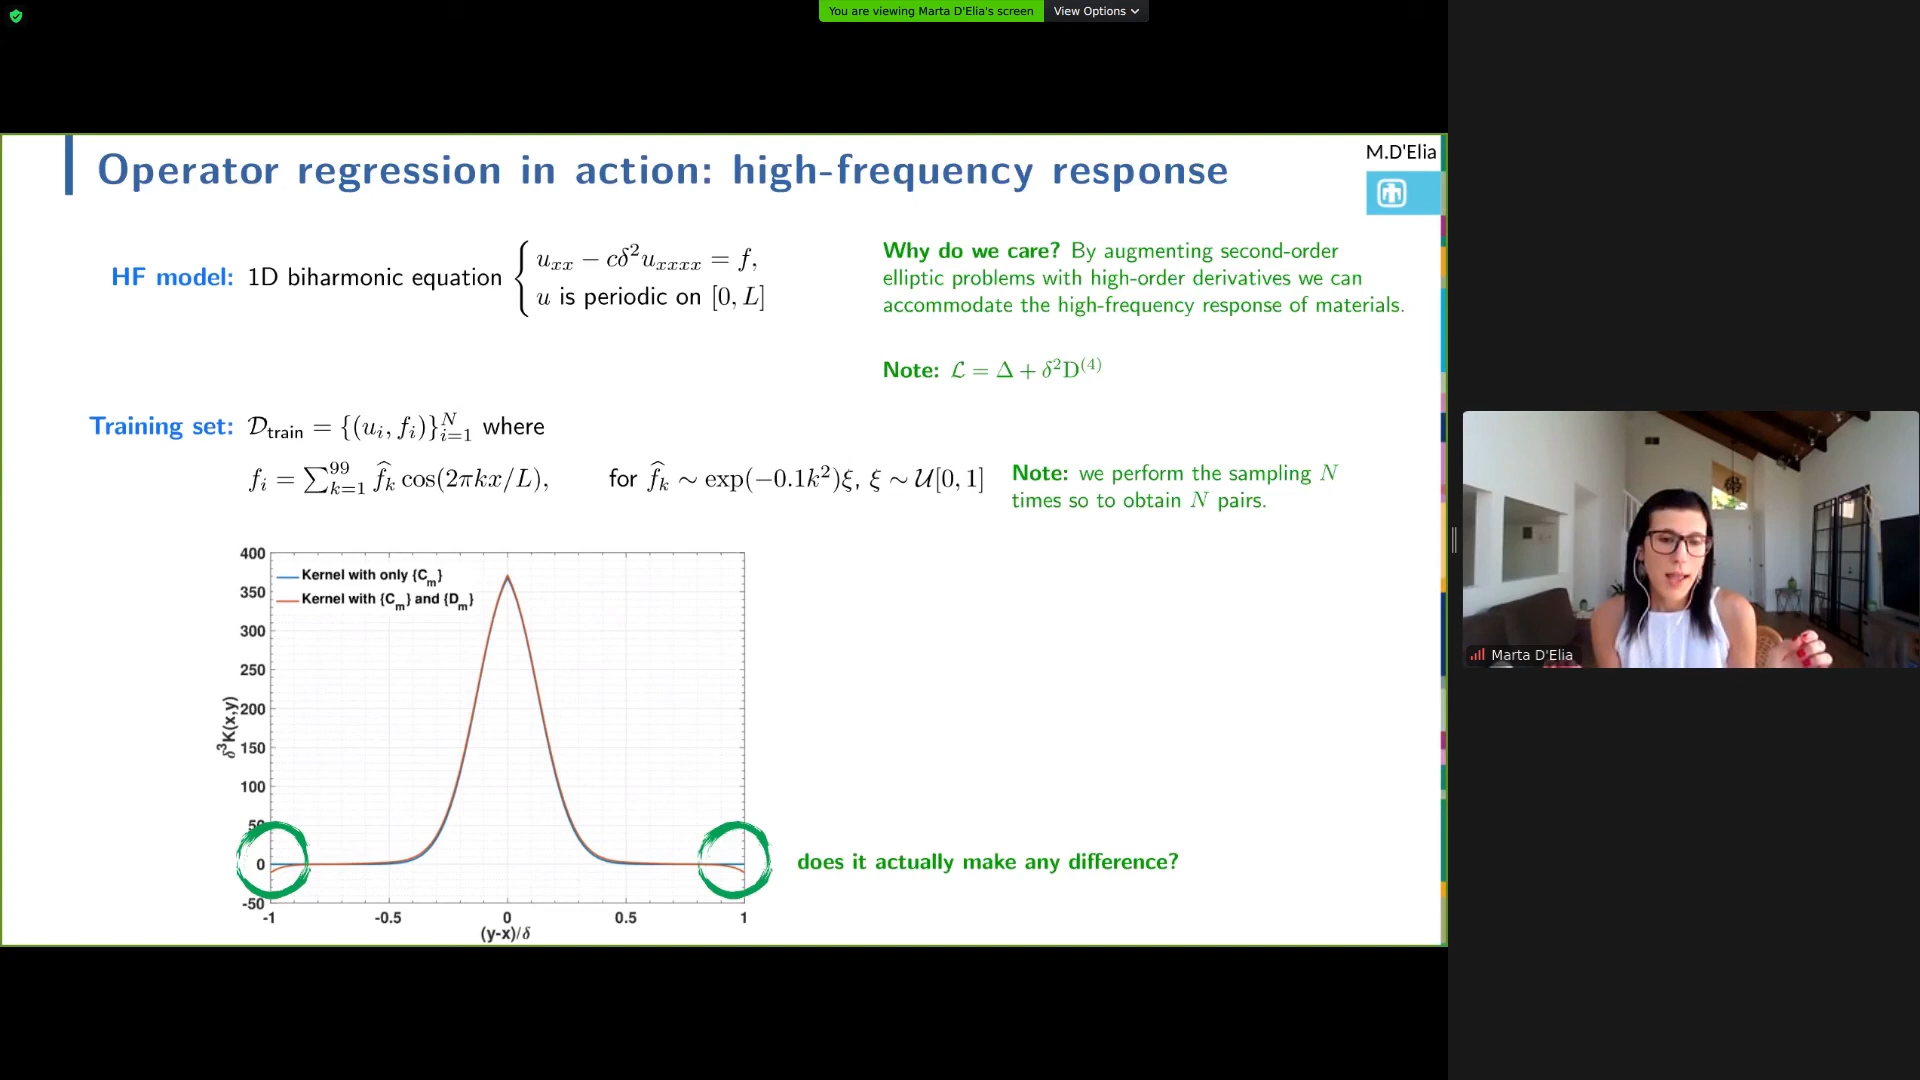 You are viewing Marta D'Elia's screen View Options
Operator regression in action: high-frequency response
M.D'Elia
HF model: 1D biharmonic equation { u_{xx} − cδ²u_{xxxx} = f,
u is periodic on [0, L]
Why do we care? By augmenting second-order
elliptic problems with high-order derivatives we can
accommodate the high-frequency response of materials.
Note: ℒ = Δ + δ²D⁽⁴⁾
Training set: 𝒟_train = {(u_i, f_i)}_{i=1}^N where
f_i = ∑_{k=1}^{99} f̂_k cos(2πkx/L), for f̂_k ∼ exp(−0.1k²)ξ, ξ ∼ 𝒰[0, 1]
Note: we perform the sampling N
times so to obtain N pairs.
Kernel with only {C_m}
Kernel with {C_m} and {D_m}
400
350
300
250
200
150
100
50
0
-50
δ³K(x,y)
-1 -0.5 0 0.5 1
(y-x)/δ
does it actually make any difference?
Marta D'Elia